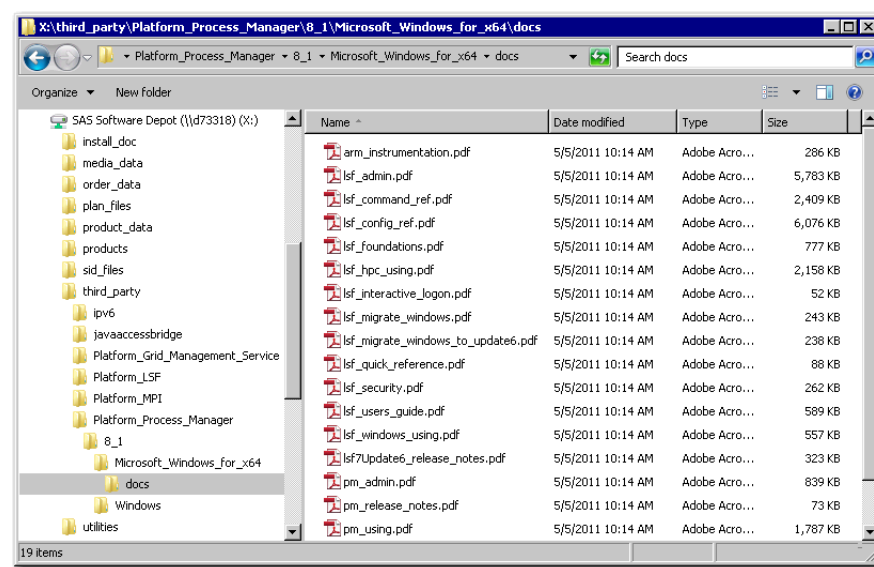 X:\third_party\Platform_Process_Manager\8_1\Microsoft_Windows_for_x64\docs
Platform_Process_Manager 8_1 Microsoft_Windows_for_x64 docs Search docs
Organize New folder
SAS Software Depot (\\d73318) (X:)
install_doc
media_data
order_data
plan_files
product_data
products
sid_files
third_party
ipv6
javaaccessbridge
Platform_Grid_Management_Service
Platform_LSF
Platform_MPI
Platform_Process_Manager
8_1
Microsoft_Windows_for_x64
docs
Windows
utilities
Name Date modified Type Size
arm_instrumentation.pdf 5/5/2011 10:14 AM Adobe Acro... 286 KB
lsf_admin.pdf 5/5/2011 10:14 AM Adobe Acro... 5,783 KB
lsf_command_ref.pdf 5/5/2011 10:14 AM Adobe Acro... 2,409 KB
lsf_config_ref.pdf 5/5/2011 10:14 AM Adobe Acro... 6,076 KB
lsf_foundations.pdf 5/5/2011 10:14 AM Adobe Acro... 777 KB
lsf_hpc_using.pdf 5/5/2011 10:14 AM Adobe Acro... 2,158 KB
lsf_interactive_logon.pdf 5/5/2011 10:14 AM Adobe Acro... 52 KB
lsf_migrate_windows.pdf 5/5/2011 10:14 AM Adobe Acro... 243 KB
lsf_migrate_windows_to_update6.pdf 5/5/2011 10:14 AM Adobe Acro... 238 KB
lsf_quick_reference.pdf 5/5/2011 10:14 AM Adobe Acro... 88 KB
lsf_security.pdf 5/5/2011 10:14 AM Adobe Acro... 262 KB
lsf_users_guide.pdf 5/5/2011 10:14 AM Adobe Acro... 589 KB
lsf_windows_using.pdf 5/5/2011 10:14 AM Adobe Acro... 557 KB
lsf7Update6_release_notes.pdf 5/5/2011 10:14 AM Adobe Acro... 323 KB
pm_admin.pdf 5/5/2011 10:14 AM Adobe Acro... 839 KB
pm_release_notes.pdf 5/5/2011 10:14 AM Adobe Acro... 73 KB
pm_using.pdf 5/5/2011 10:14 AM Adobe Acro... 1,787 KB
19 items